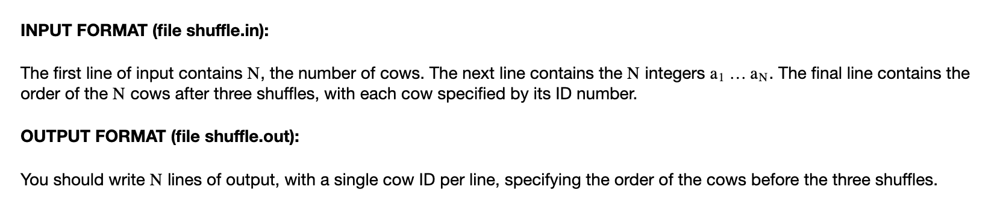 INPUT FORMAT (file shuffle.in):
The first line of input contains N, the number of cows. The next line contains the N integers a₁ … a_N. The final line contains the
order of the N cows after three shuffles, with each cow specified by its ID number.
OUTPUT FORMAT (file shuffle.out):
You should write N lines of output, with a single cow ID per line, specifying the order of the cows before the three shuffles.